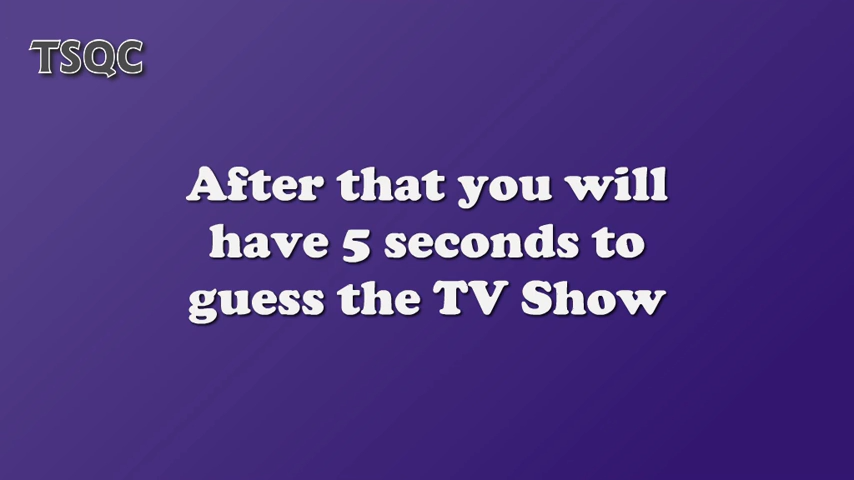 TSQC
After that you will
have 5 seconds to
guess the TV Show